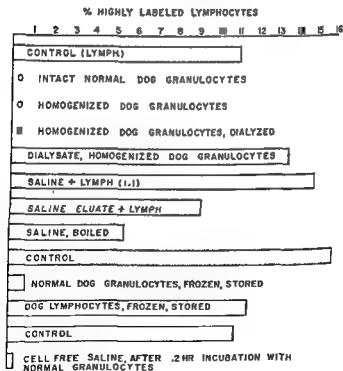 % HIGHLY LABELED LYMPHOCYTES
1 2 3 4 5 6 7 8 9 10 11 12 13 14 15 16
CONTROL (LYMPH)
O INTACT NORMAL DOG GRANULOCYTES
O HOMOGENIZED DOG GRANULOCYTES
HOMOGENIZED DOG GRANULOCYTES, DIALYZED
DIALYSATE, HOMOGENIZED DOG GRANULOCYTES
SALINE + LYMPH (1.1)
SALINE ELUATE + LYMPH
SALINE, BOILED
CONTROL
NORMAL DOG GRANULOCYTES, FROZEN, STORED
DOG LYMPHOCYTES, FROZEN, STORED
CONTROL
CELL FREE SALINE, AFTER .2HR INCUBATION WITH
NORMAL GRANULOCYTES